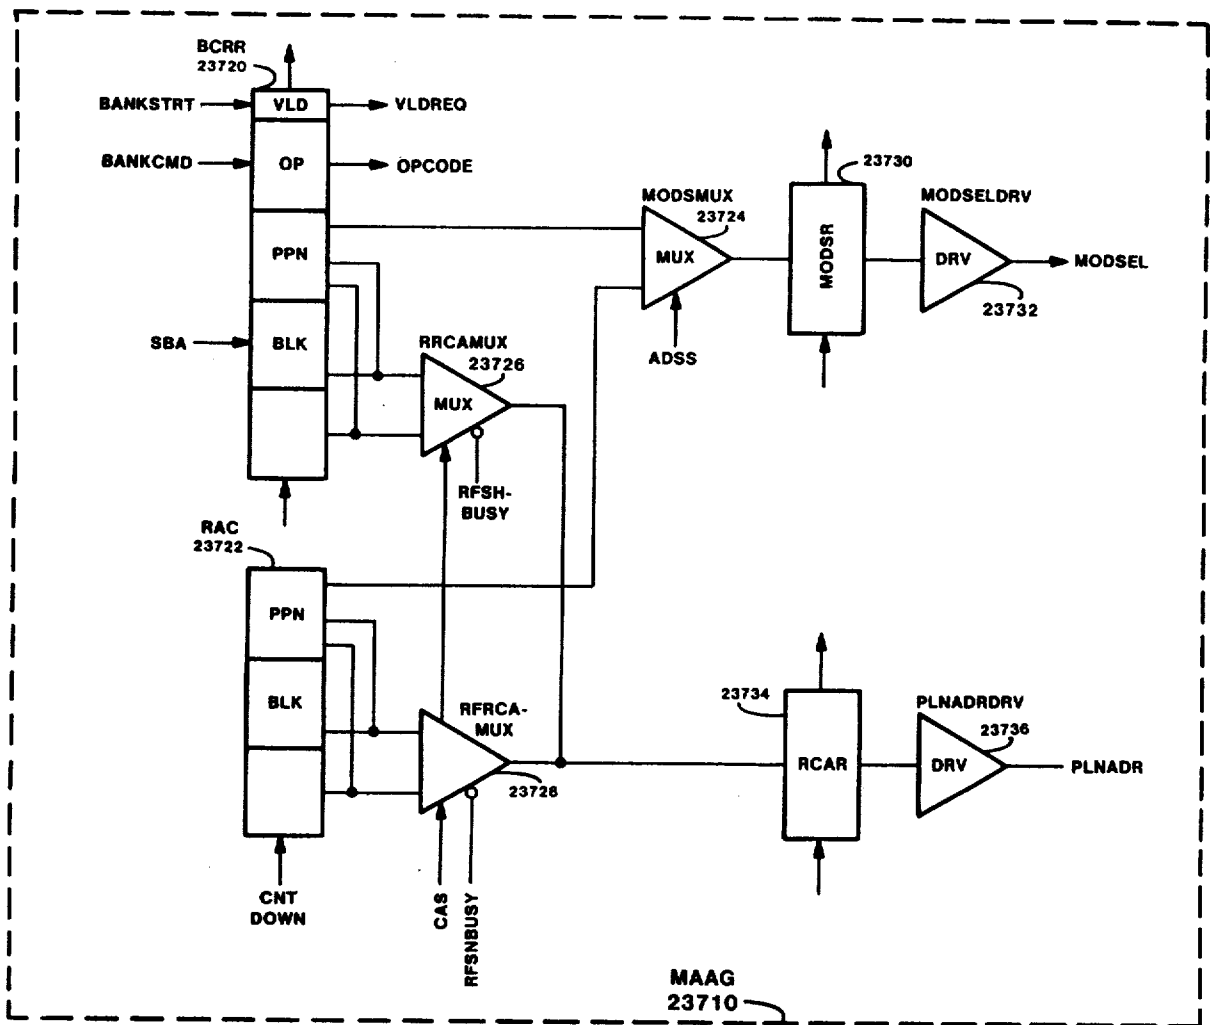 BCRR
23720
BANKSTRT
VLD
VLDREQ
BANKCMD
OP
OPCODE
PPN
SBA
BLK
RRCAMUX
23726
MUX
RFSH-
BUSY
MODSMUX
23724
MUX
ADSS
23730
MODSR
MODSELDRV
DRV
MODSEL
23732
RAC
23722
PPN
BLK
CNT
DOWN
RFRCA-
MUX
23726
CAS
RFSNBUSY
23734
RCAR
PLNADRDRV
23736
DRV
PLNADR
MAAG
23710